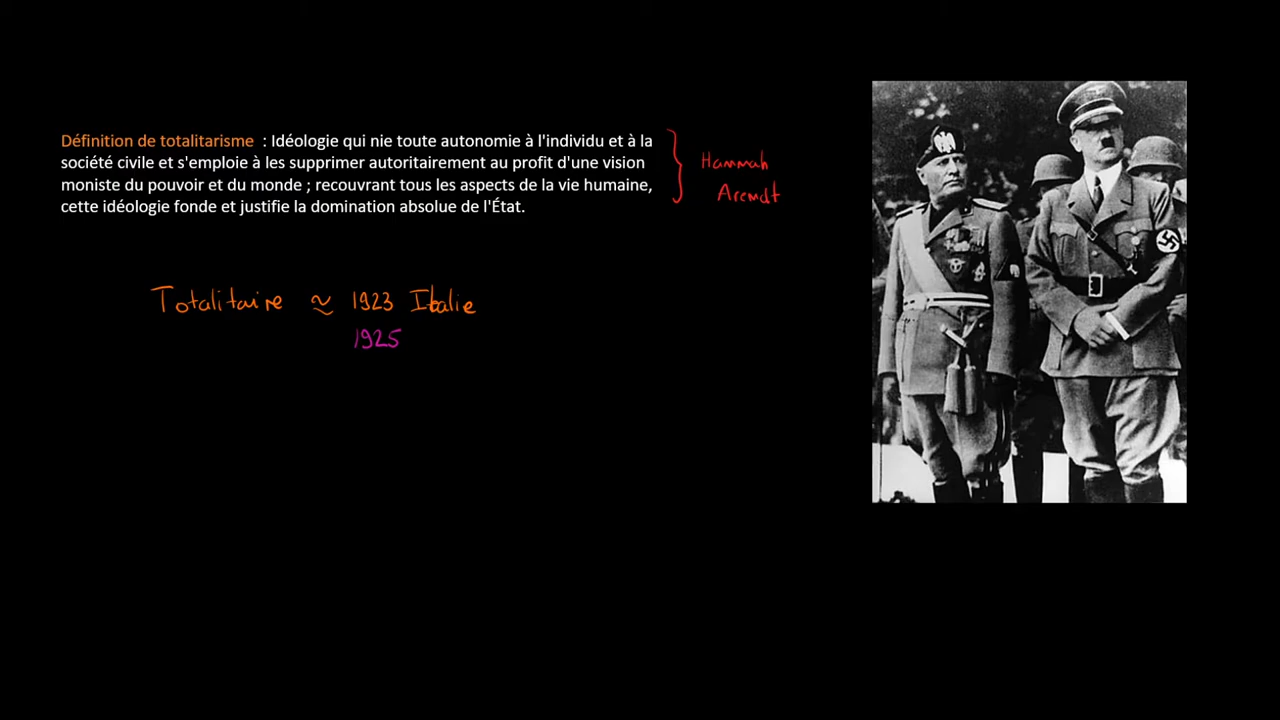 Définition de totalitarisme : Idéologie qui nie toute autonomie à l'individu et à la
société civile et s'emploie à les supprimer autoritairement au profit d'une vision
moniste du pouvoir et du monde ; recouvrant tous les aspects de la vie humaine,
cette idéologie fonde et justifie la domination absolue de l'État.
Hannah
Arendt
Totalitaire ≈ 1923 Italie
1925